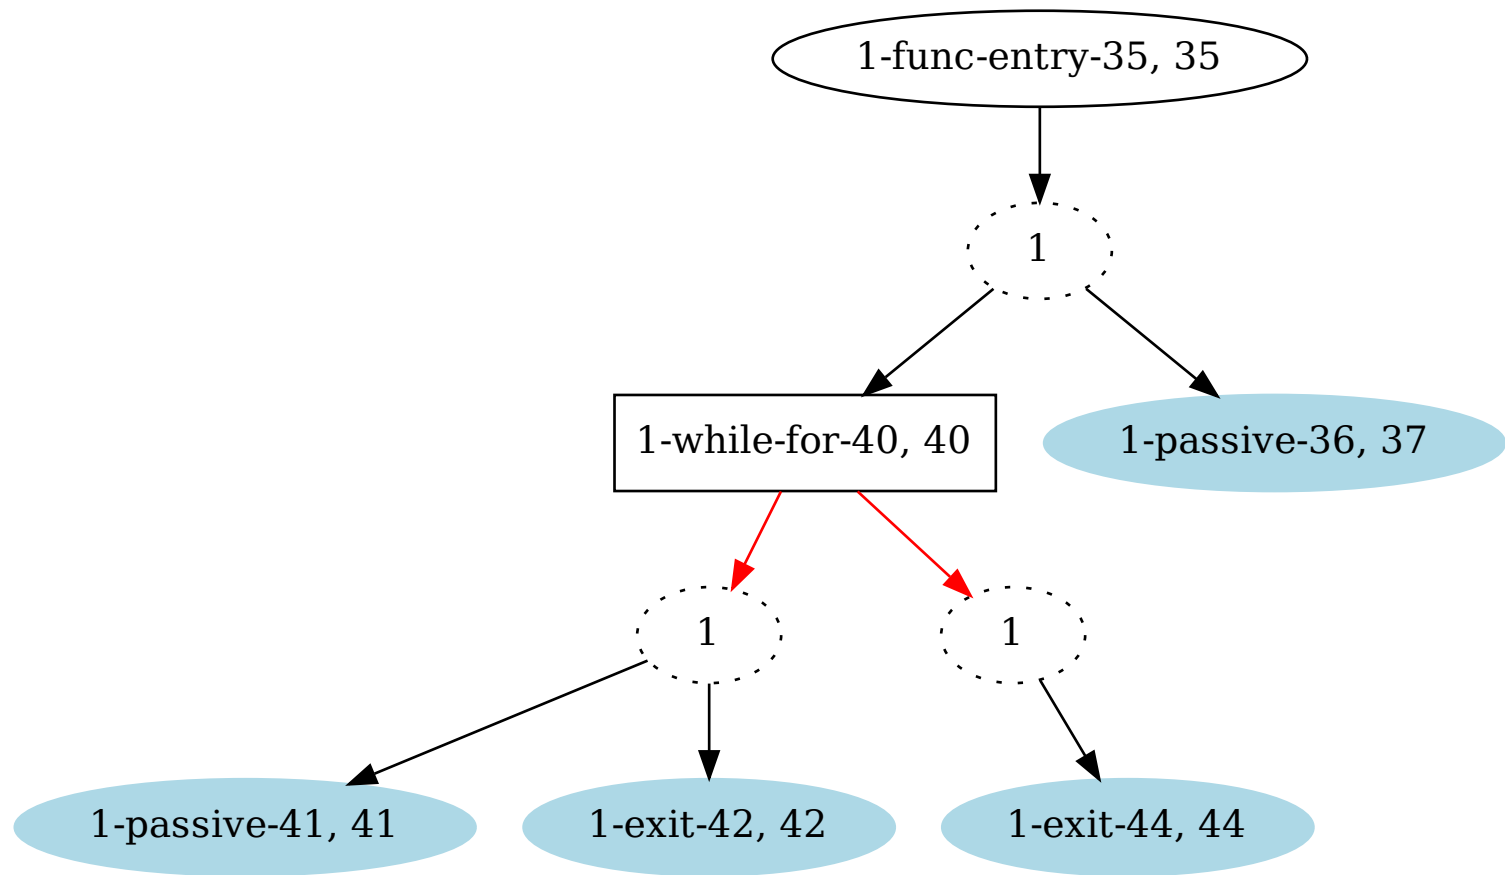 1-func-entry-35, 35
1
1-while-for-40, 40
1-passive-36, 37
1
1
1-passive-41, 41
1-exit-42, 42
1-exit-44, 44